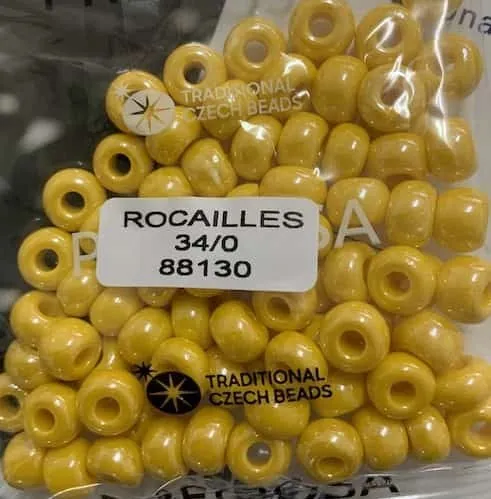 TRADITIONAL
CZECH BEADS
ROCAILLES
34/0
88130
TRADITIONAL
CZECH BEADS